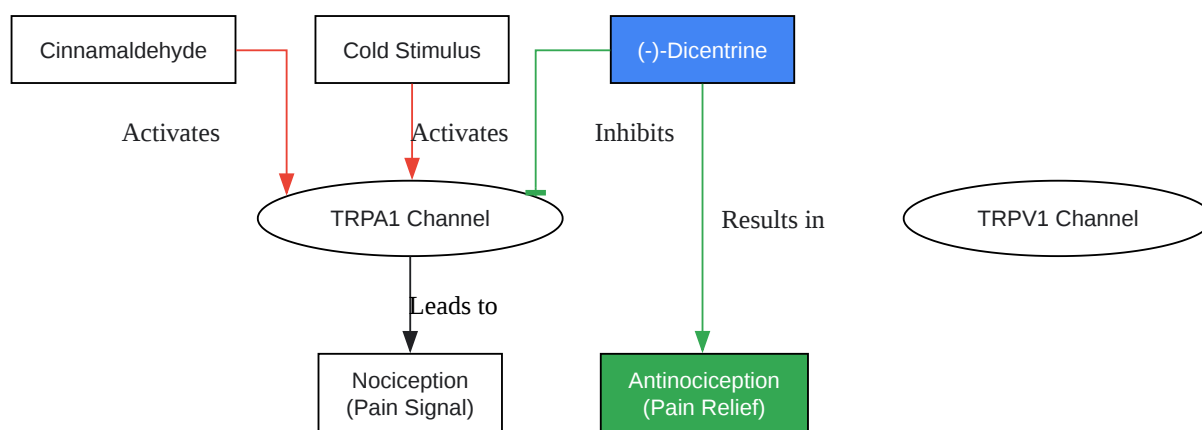 Cinnamaldehyde
Cold Stimulus
(-)-Dicentrine
Activates
Activates
Inhibits
TRPA1 Channel
Results in
TRPV1 Channel
Leads to
Nociception
(Pain Signal)
Antinociception
(Pain Relief)